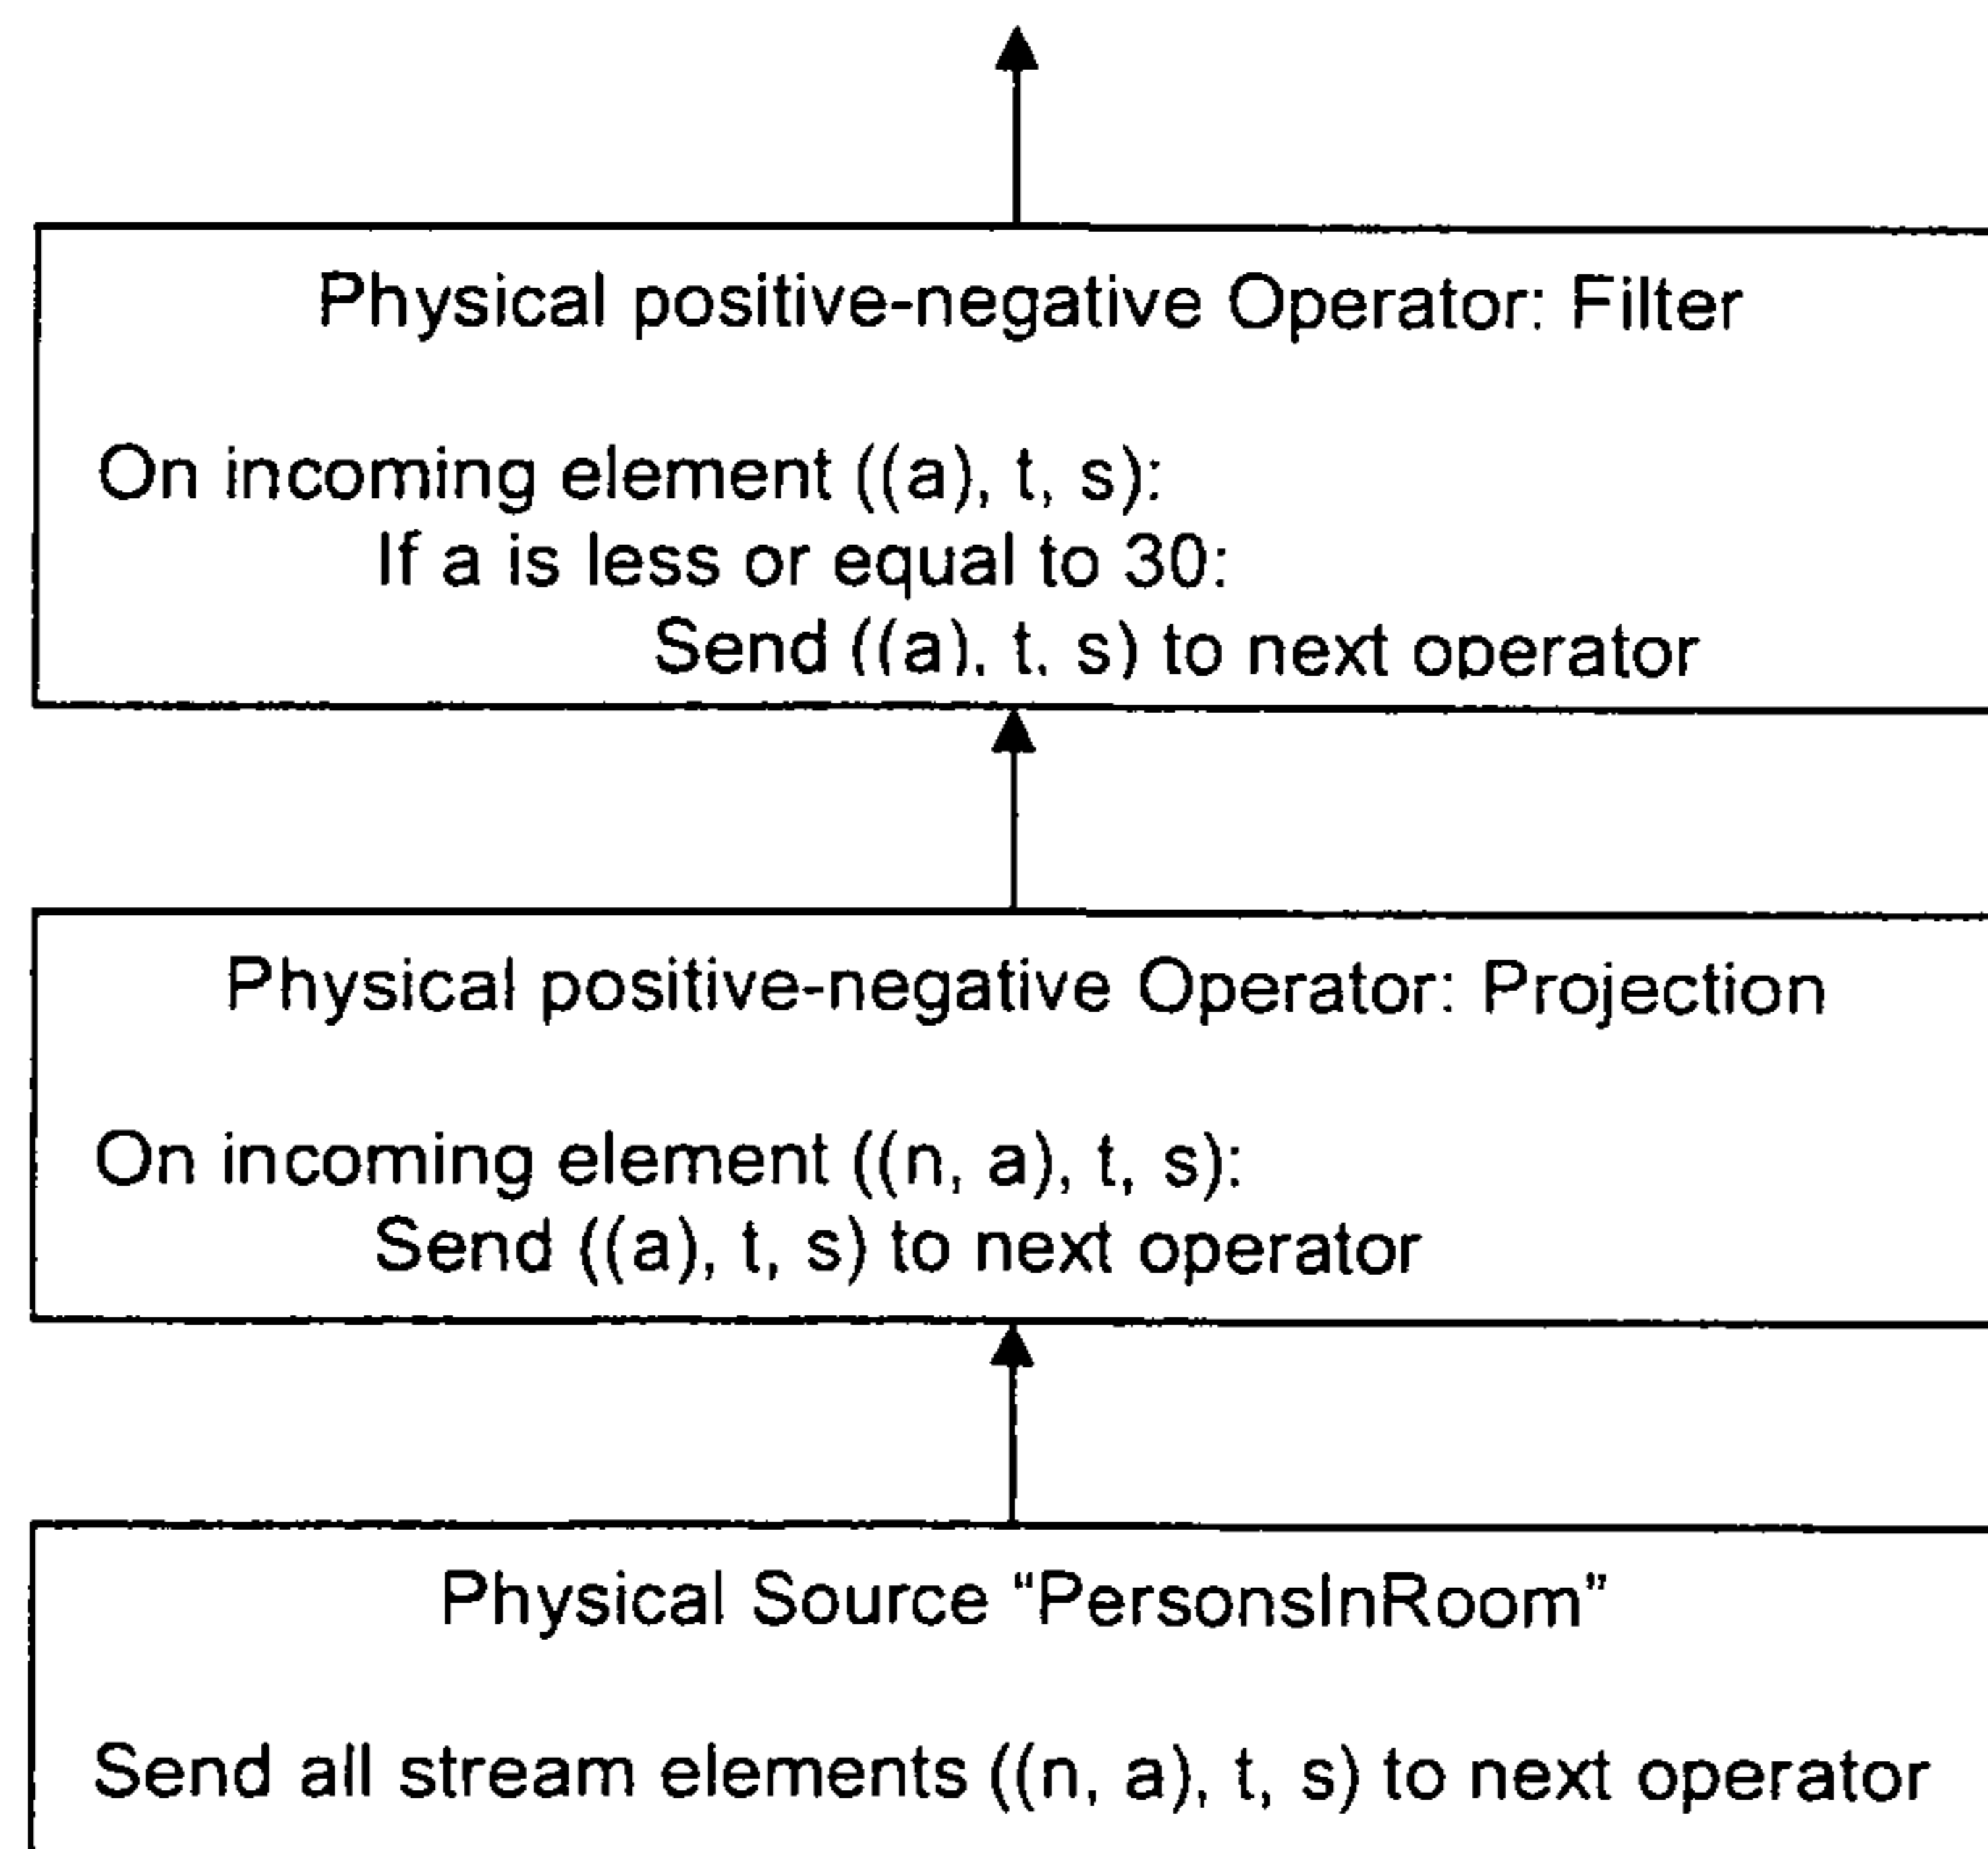 Physical positive-negative Operator: Filter
On incoming element ((a), t, s):
If a is less or equal to 30:
Send ((a), t, s) to next operator
Physical positive-negative Operator: Projection
On incoming element ((n, a), t, s):
Send ((a), t, s) to next operator
Physical Source “PersonsInRoom”
Send all stream elements ((n, a), t, s) to next operator